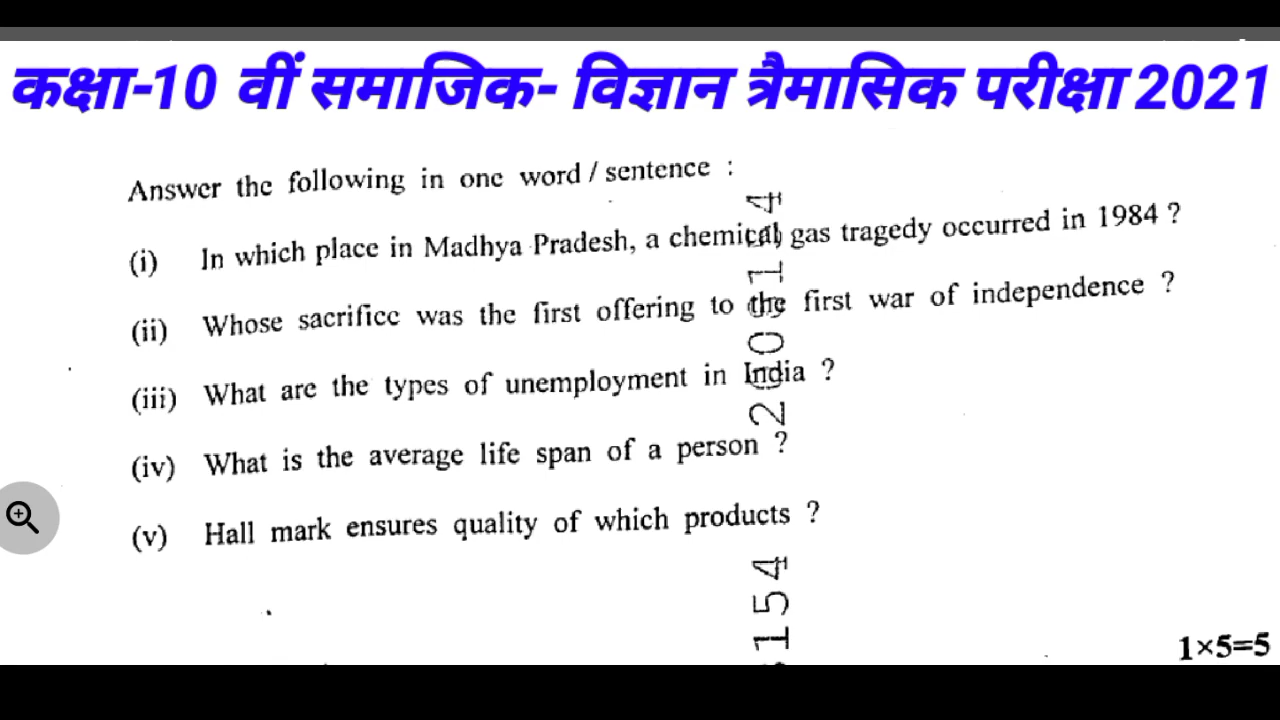 कक्षा-10 वीं समाजिक- विज्ञान त्रैमासिक परीक्षा 2021
Answer the following in one word / sentence :
(i) In which place in Madhya Pradesh, a chemical gas tragedy occurred in 1984 ?
(ii) Whose sacrifice was the first offering to the first war of independence ?
(iii) What are the types of unemployment in India ?
(iv) What is the average life span of a person ?
(v) Hall mark ensures quality of which products ?
154
1×5=5